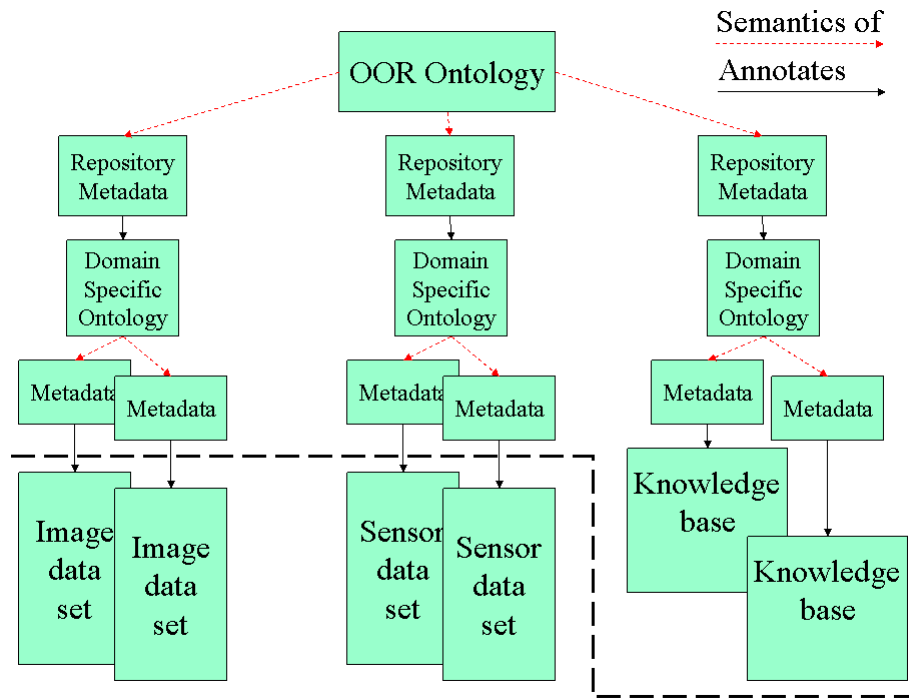 Semantics of
Annotates
OOR Ontology
Repository
Metadata
Repository
Metadata
Repository
Metadata
Domain
Specific
Ontology
Domain
Specific
Ontology
Domain
Specific
Ontology
Metadata
Metadata
Metadata
Metadata
Metadata
Metadata
Image
data
set
Image
data
set
Sensor
data
set
Sensor
data
set
Knowledge
base
Knowledge
base